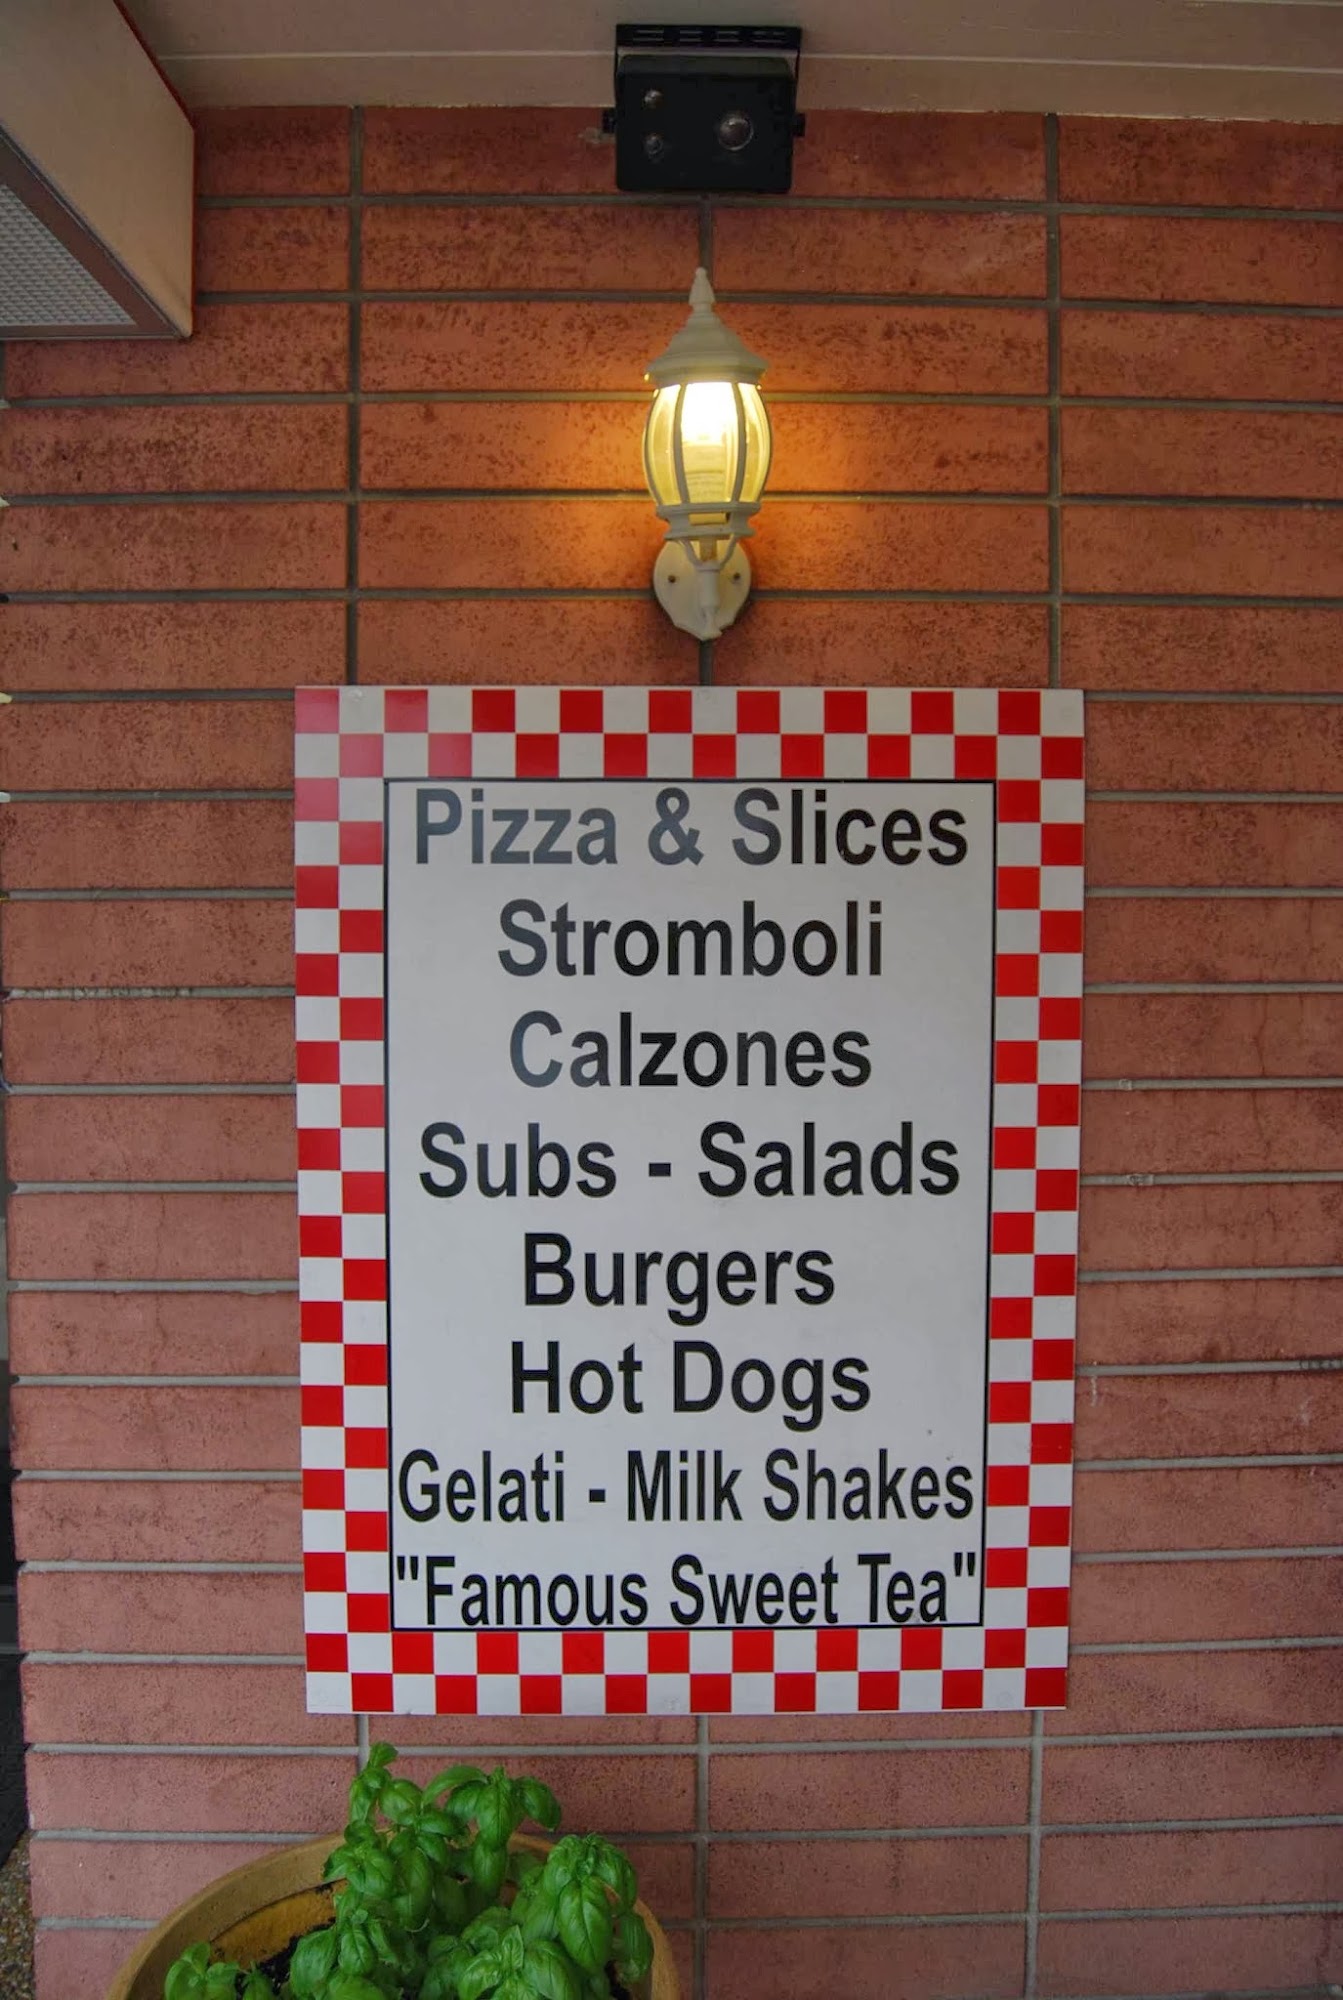 Pizza & Slices
Stromboli
Calzones
Subs - Salads
Burgers
Hot Dogs
Gelati - Milk Shakes
"Famous Sweet Tea"